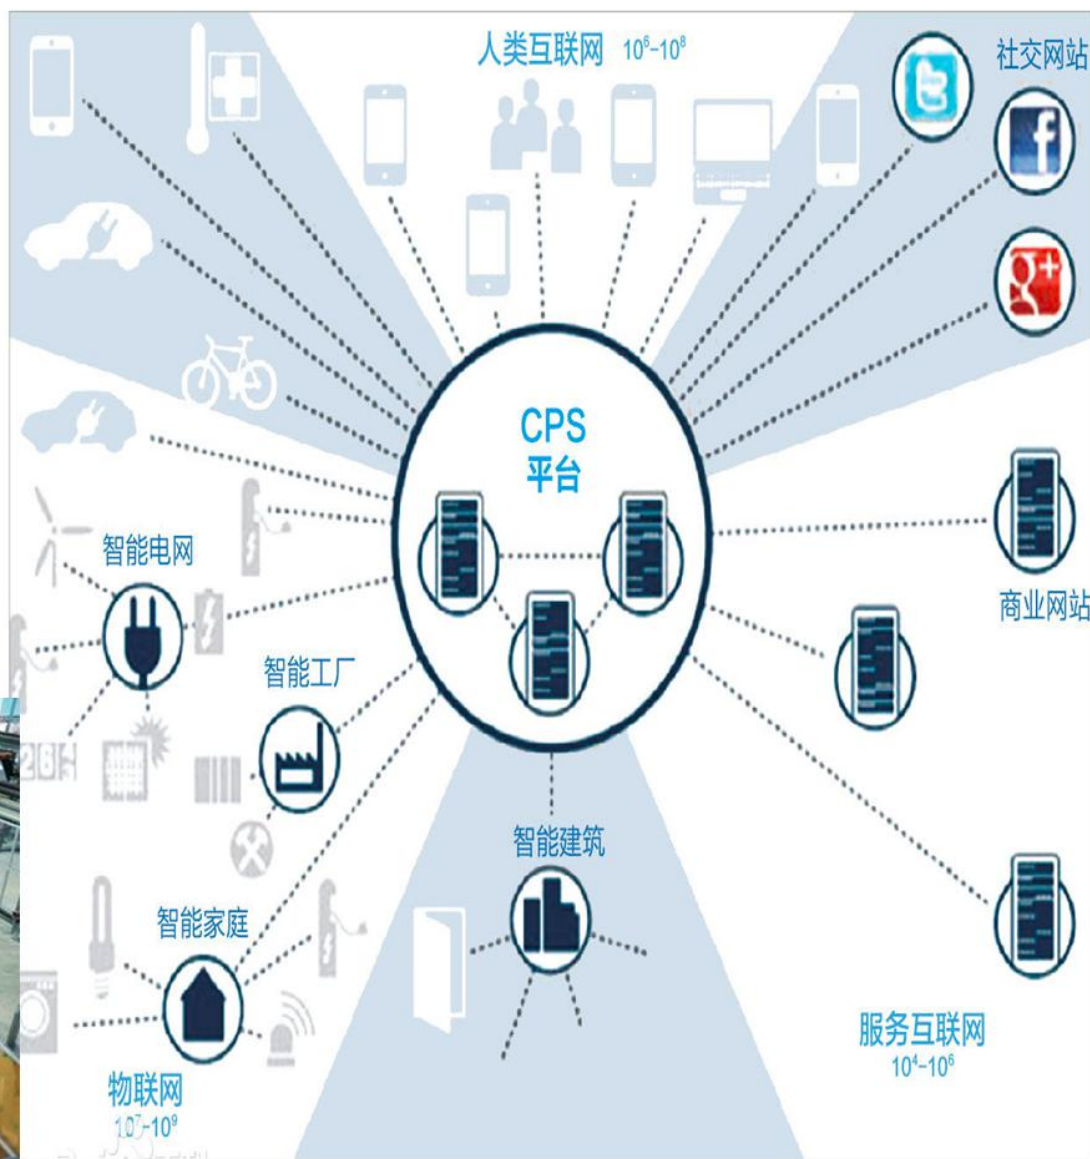 人类互联网 10⁶-10⁸
社交网站
CPS
平台
智能电网
商业网站
智能工厂
智能建筑
智能家庭
服务互联网
10⁴-10⁶
物联网
10⁷-10⁹